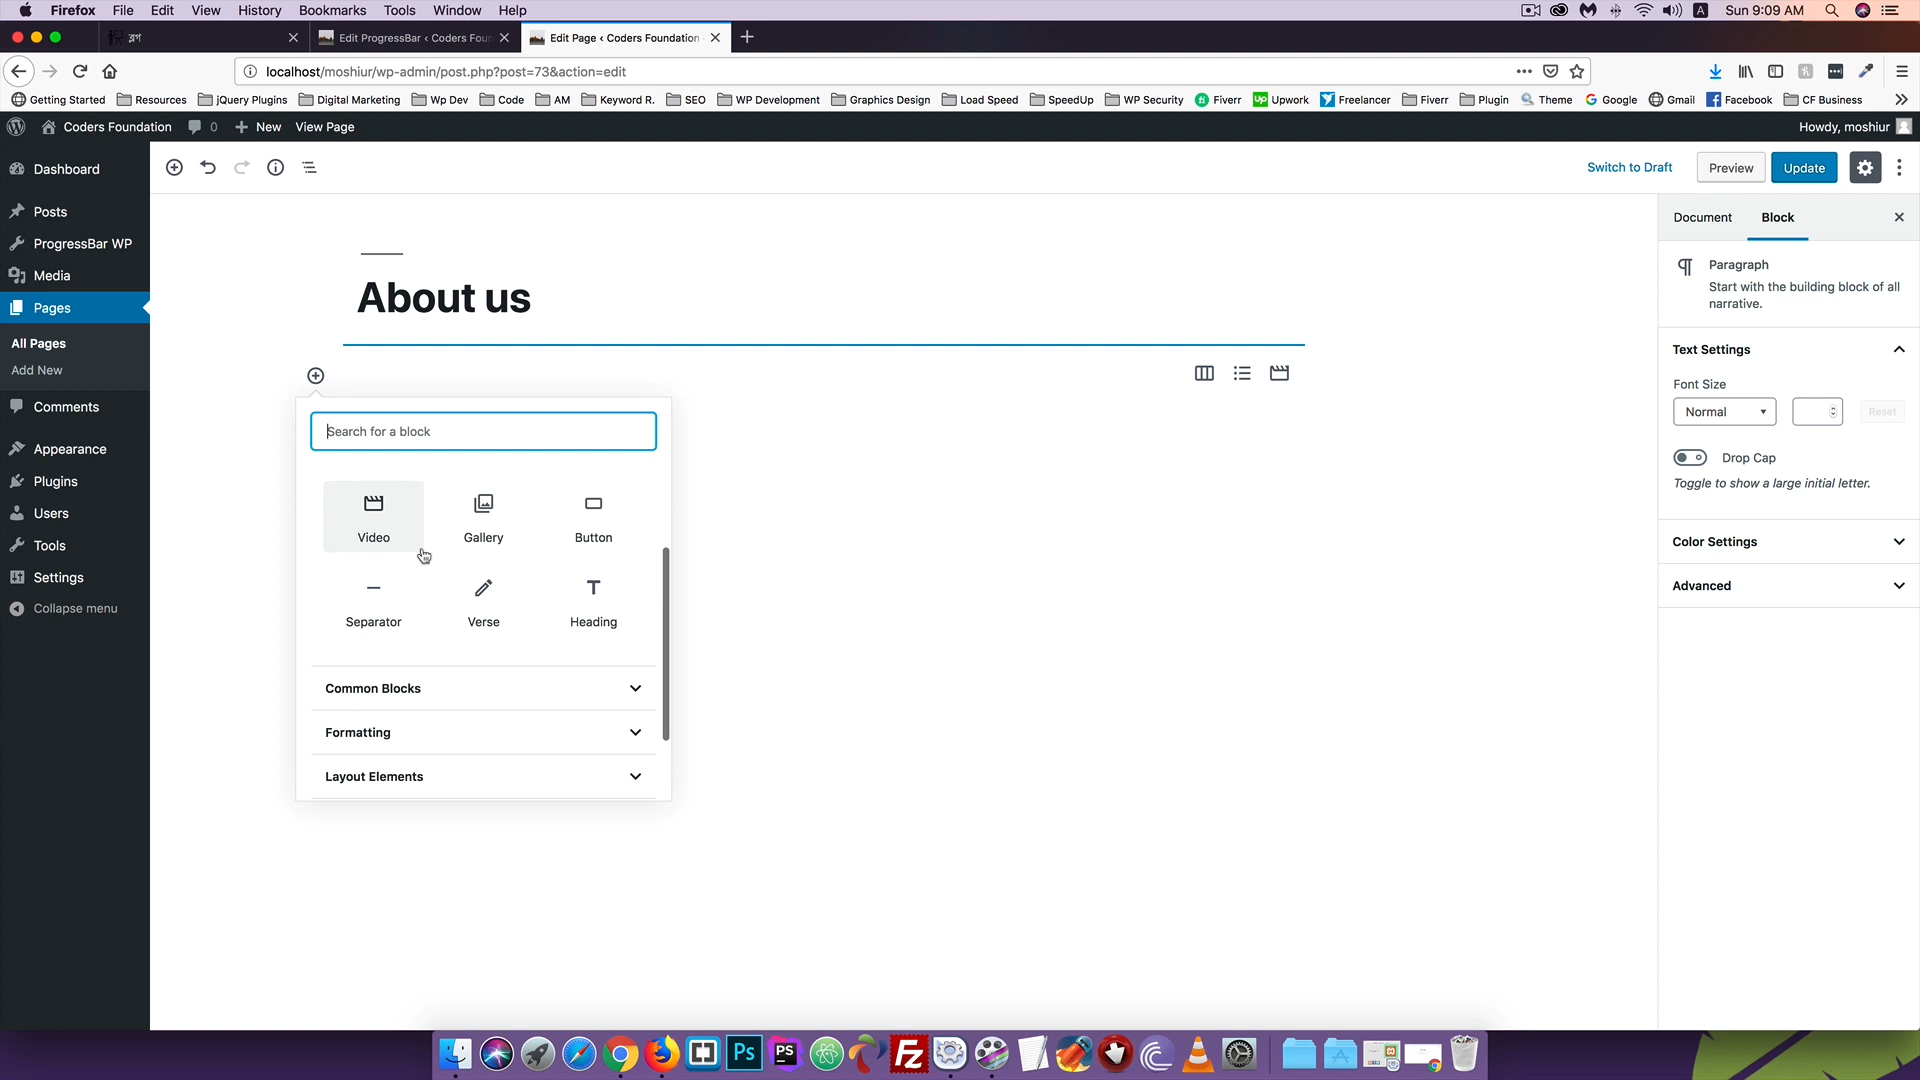 Firefox File Edit View History Bookmarks Tools Window Help
A Sun 9:09 AM
ব্লগ
Edit ProgressBar ‹ Coders Foun
Edit Page ‹ Coders Foundation
localhost/moshiur/wp-admin/post.php?post=73&action=edit
Getting Started Resources jQuery Plugins Digital Marketing Wp Dev Code AM Keyword R. SEO WP Development Graphics Design Load Speed SpeedUp WP Security Fiverr Upwork Freelancer Fiverr Plugin Theme Google Gmail Facebook CF Business
Coders Foundation 0 New View Page Howdy, moshiur
Dashboard
Posts
ProgressBar WP
Media
Pages
All Pages
Add New
Comments
Appearance
Plugins
Users
Tools
Settings
Collapse menu
Switch to Draft Preview Update
About us
Search for a block
Video Gallery Button
Separator Verse Heading
Common Blocks
Formatting
Layout Elements
Document Block
Paragraph
Start with the building block of all
narrative.
Text Settings
Font Size
Normal Reset
Drop Cap
Toggle to show a large initial letter.
Color Settings
Advanced
Ps PS Fz